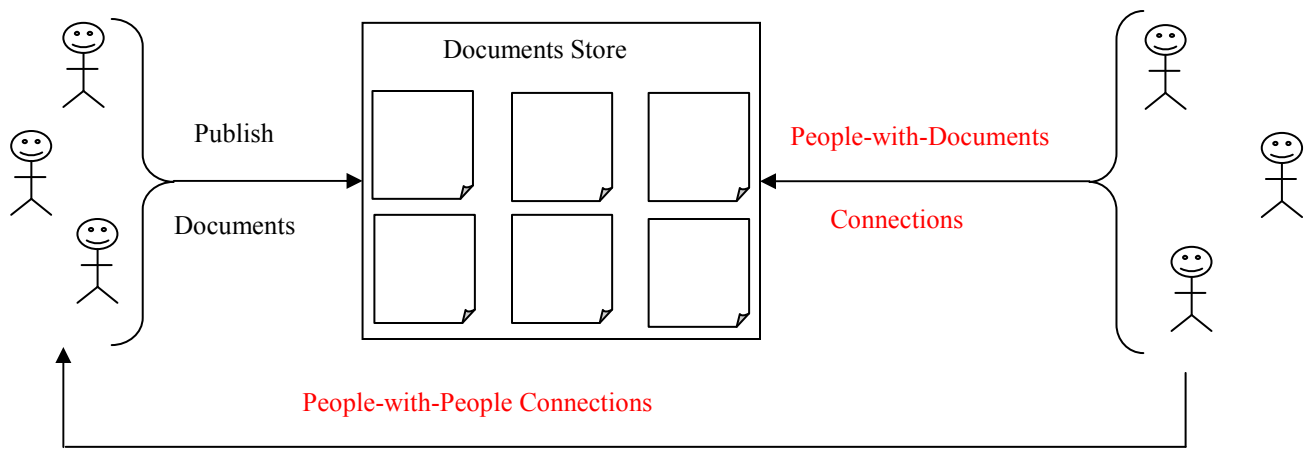 Documents Store
Publish
Documents
People-with-Documents
Connections
People-with-People Connections